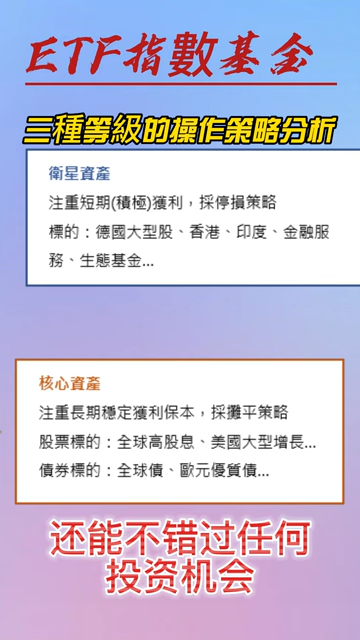 ETF指數基金
三種等級的操作策略分析
衛星資產
注重短期(積極)獲利，採停損策略
標的：德國大型股、香港、印度、金融服
務、生態基金...
核心資產
注重長期穩定獲利保本，採攤平策略
股票標的：全球高股息、美國大型增長...
債券標的：全球債、歐元優質債...
还能不错过任何
投资机会